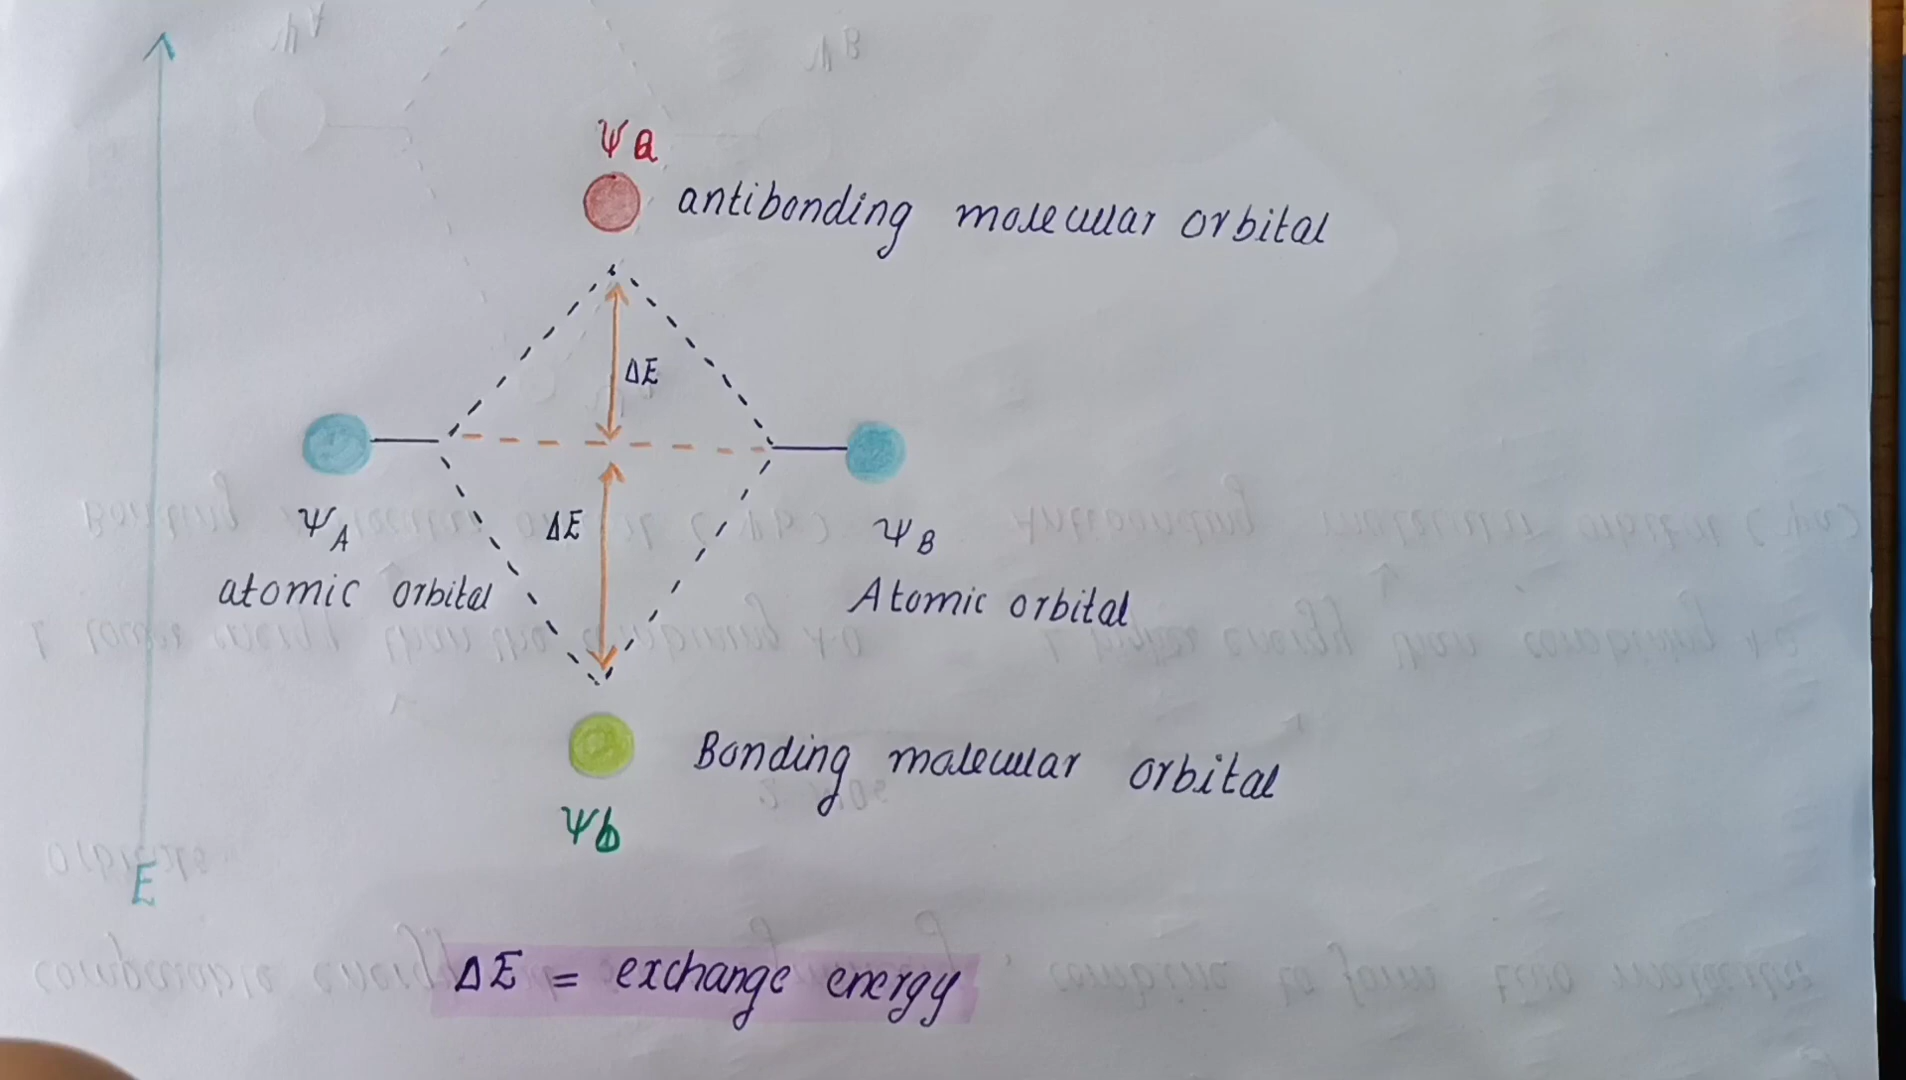 Ψa
antibonding molecular orbital
ΔE
ΔE
ΨA
ΨB
atomic orbital
Atomic orbital
Bonding molecular orbital
Ψb
E
ΔE = exchange energy